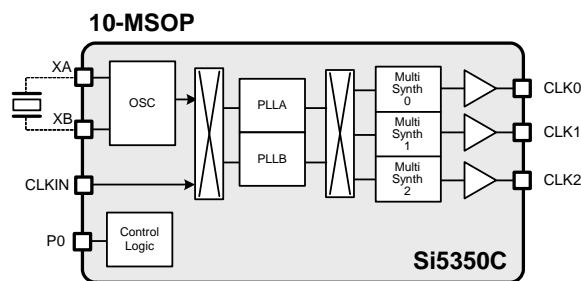 10-MSOP
XA
XB
OSC
CLKIN
P0
Control
Logic
PLLA
PLLB
Multi
Synth
0
Multi
Synth
1
Multi
Synth
2
CLK0
CLK1
CLK2
Si5350C